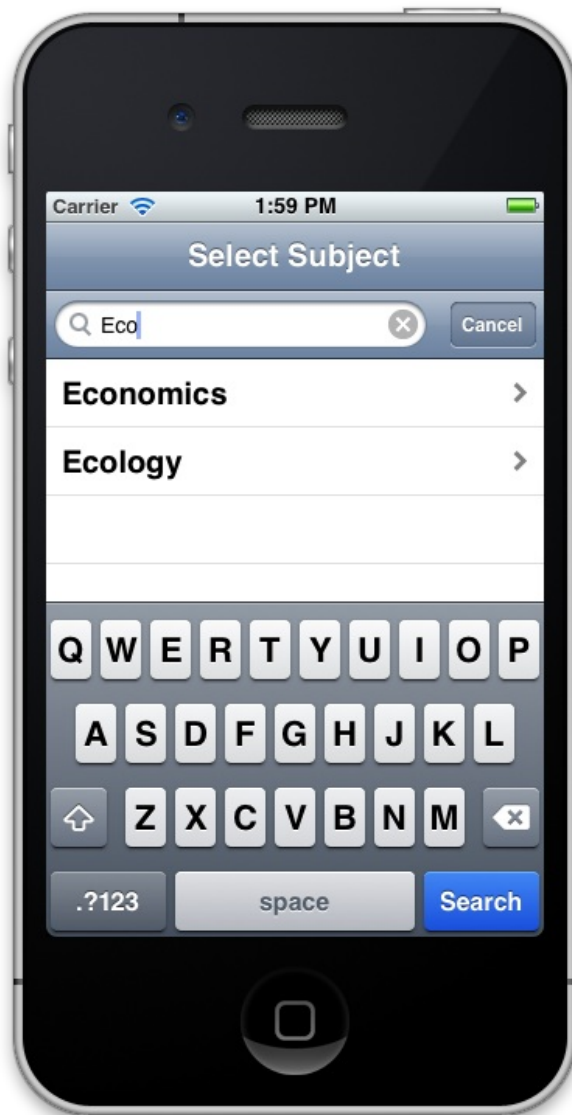 Carrier 1:59 PM
Select Subject
Eco Cancel
Economics
Ecology
Q W E R T Y U I O P
A S D F G H J K L
Z X C V B N M
.?123 space Search